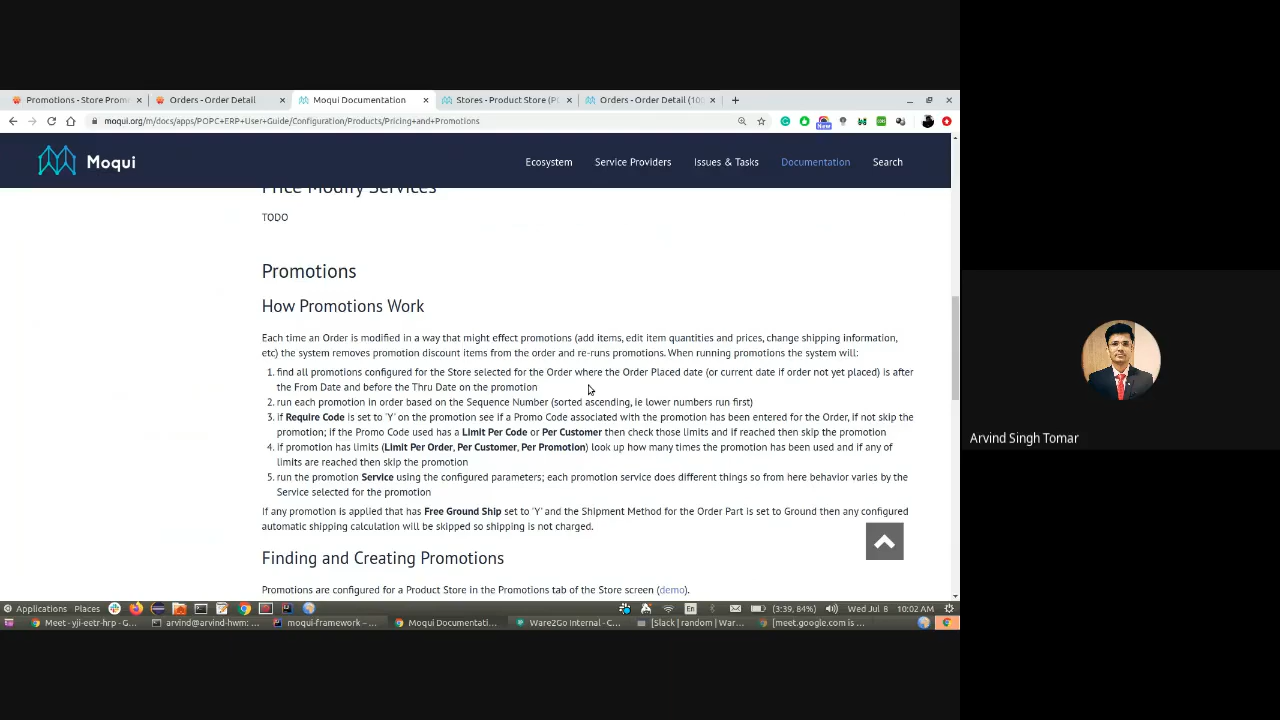 Promotions - Store Prom
Orders - Order Detail
Moqui Documentation
Stores - Product Store (P
Orders - Order Detail (10
moqui.org/m/docs/apps/POPC+ERP+User+Guide/Configuration/Products/Pricing+and+Promotions
New
Moqui
Ecosystem
Service Providers
Issues & Tasks
Documentation
Search
Price Modify Services
TODO
Promotions
How Promotions Work
Each time an Order is modified in a way that might effect promotions (add items, edit item quantities and prices, change shipping information,
etc) the system removes promotion discount items from the order and re-runs promotions. When running promotions the system will:
1. find all promotions configured for the Store selected for the Order where the Order Placed date (or current date if order not yet placed) is after
the From Date and before the Thru Date on the promotion
2. run each promotion in order based on the Sequence Number (sorted ascending, ie lower numbers run first)
3. if Require Code is set to 'Y' on the promotion see if a Promo Code associated with the promotion has been entered for the Order, if not skip the
promotion; if the Promo Code used has a Limit Per Code or Per Customer then check those limits and if reached then skip the promotion
4. if promotion has limits (Limit Per Order, Per Customer, Per Promotion) look up how many times the promotion has been used and if any of
limits are reached then skip the promotion
5. run the promotion Service using the configured parameters; each promotion service does different things so from here behavior varies by the
Service selected for the promotion
If any promotion is applied that has Free Ground Ship set to 'Y' and the Shipment Method for the Order Part is set to Ground then any configured
automatic shipping calculation will be skipped so shipping is not charged.
Finding and Creating Promotions
Promotions are configured for a Product Store in the Promotions tab of the Store screen (demo).
Arvind Singh Tomar
Applications Places
En
(3:39, 84%)
Wed Jul 8
10:02 AM
Meet - yji-eetr-hrp - G...
arvind@arvind-hwm: ...
moqui-framework – ...
Moqui Documentati...
Ware2Go Internal - C...
[Slack | random | War...
[meet.google.com is ...